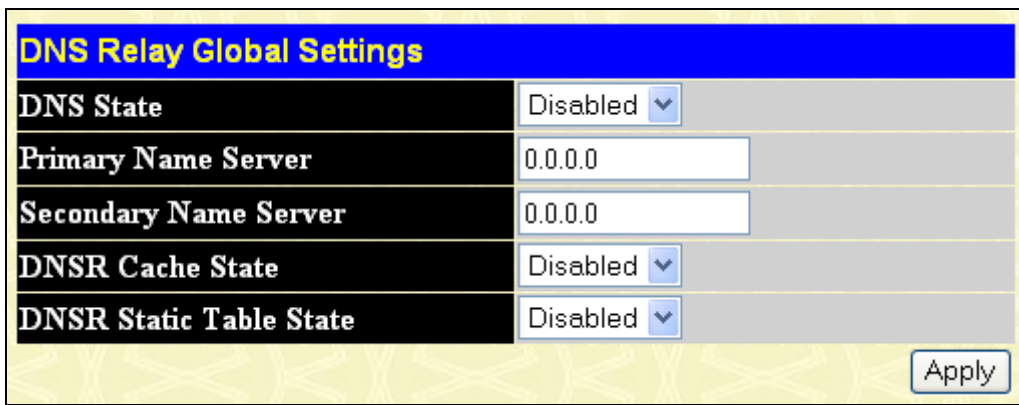 DNS Relay Global Settings
DNS State Disabled
Primary Name Server 0.0.0.0
Secondary Name Server 0.0.0.0
DNSR Cache State Disabled
DNSR Static Table State Disabled
Apply